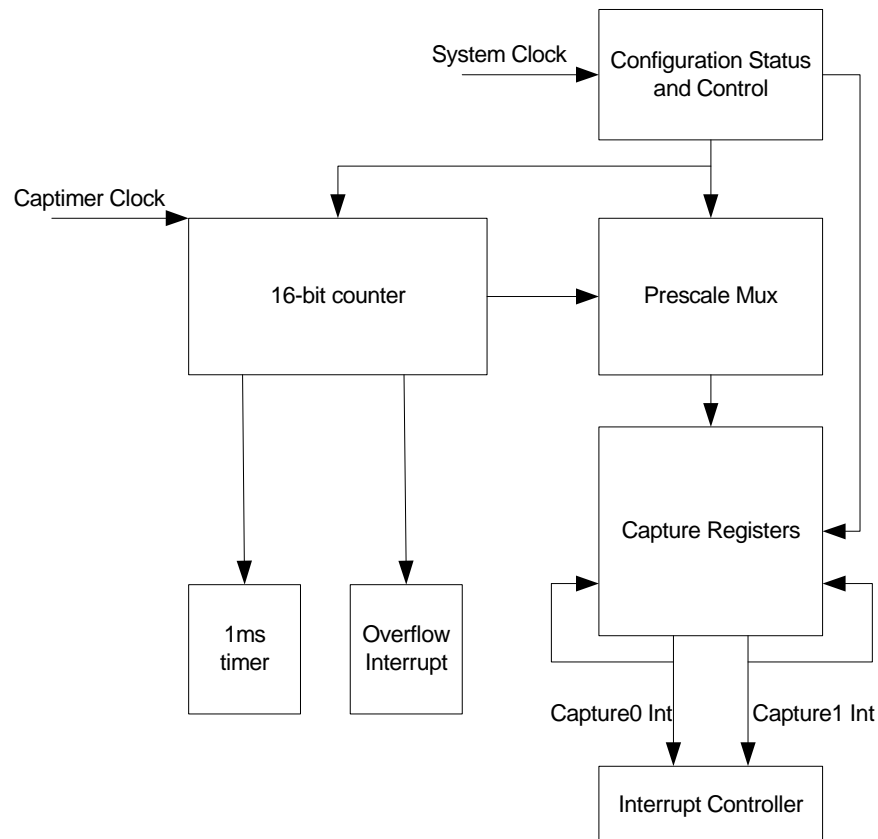 System Clock
Configuration Status
and Control
Captimer Clock
16-bit counter
Prescale Mux
Capture Registers
1ms
timer
Overflow
Interrupt
Capture0 Int
Capture1 Int
Interrupt Controller